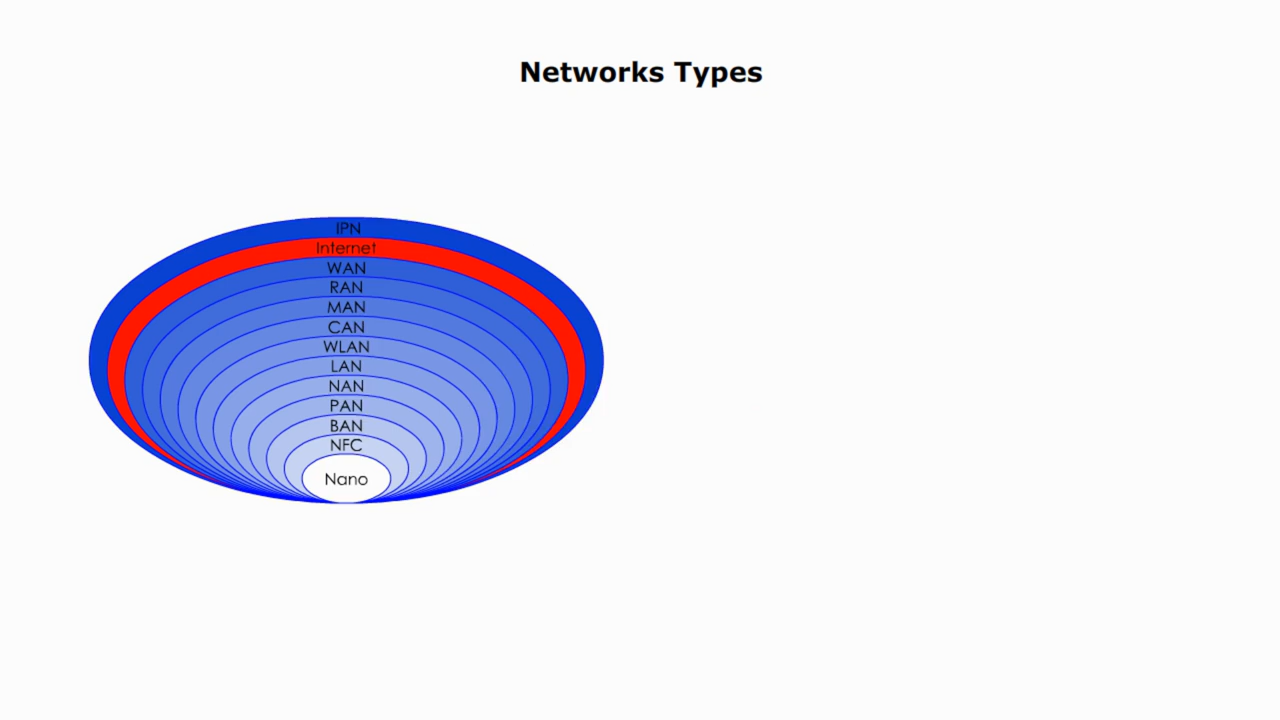 Networks Types
IPN
Internet
WAN
RAN
MAN
CAN
WLAN
LAN
NAN
PAN
BAN
NFC
Nano